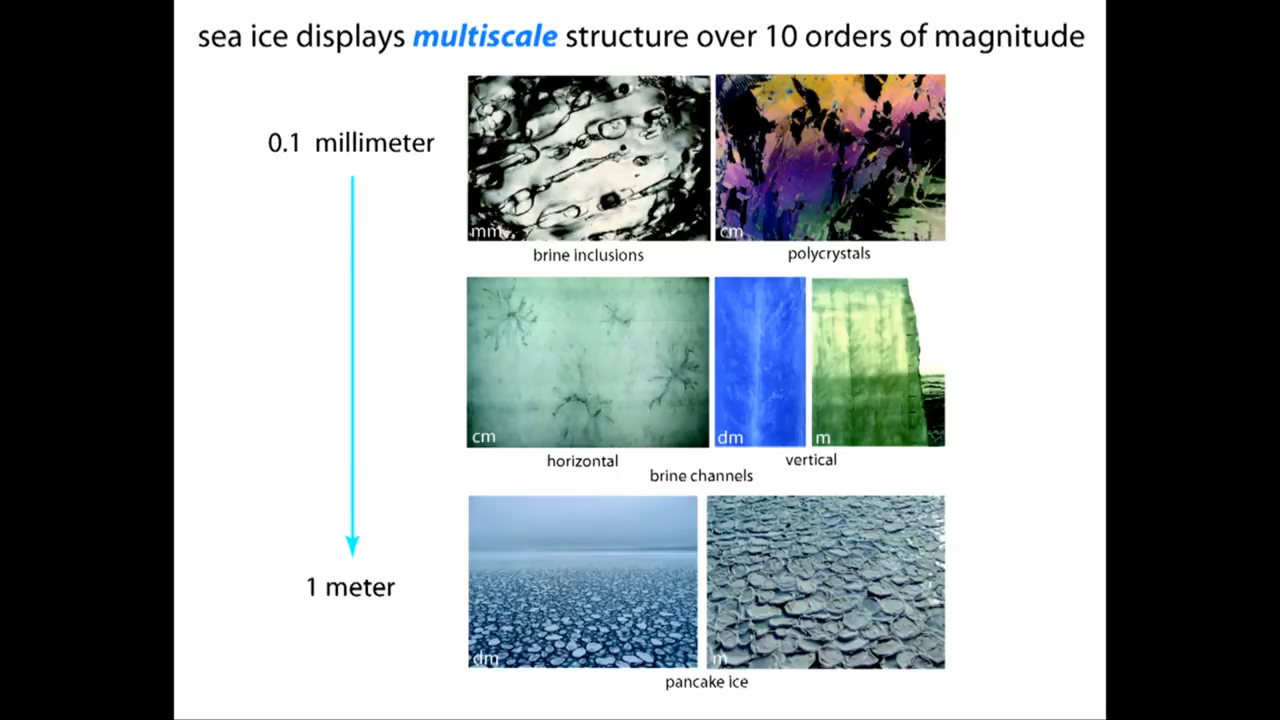 sea ice displays multiscale structure over 10 orders of magnitude
0.1 millimeter
mm
cm
brine inclusions
polycrystals
cm
dm
m
horizontal
vertical
brine channels
1 meter
dm
m
pancake ice